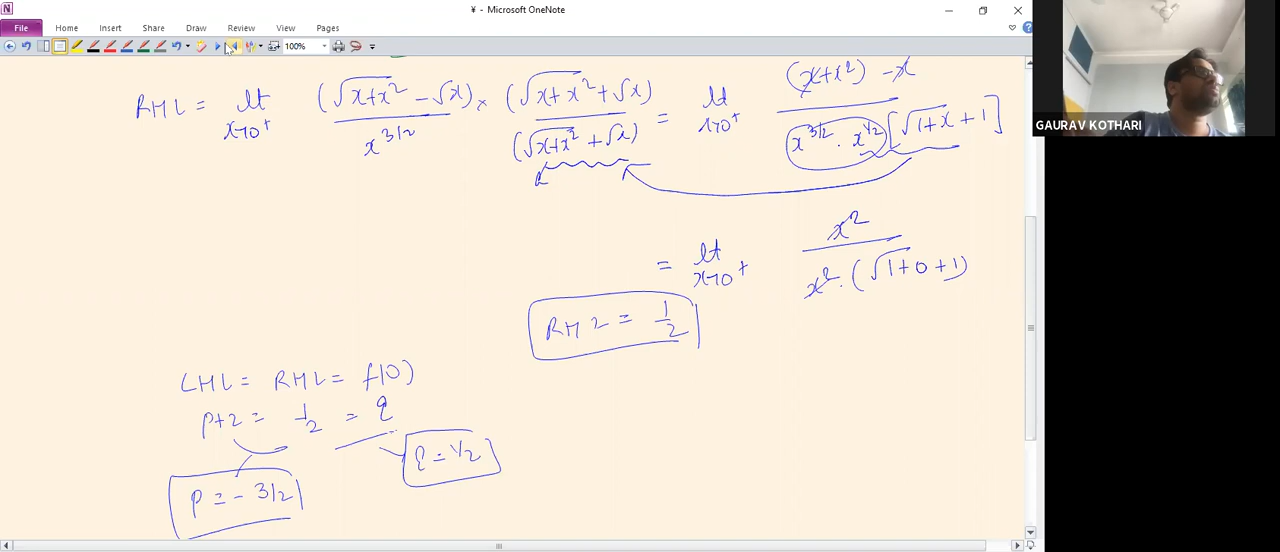 ¥ - Microsoft OneNote
File Home Insert Share Draw Review View Pages
100%
GAURAV KOTHARI
RHL = lt x→0+ (√x+x² - √x) / x^3/2 × (√x+x² + √x) / (√x+x² + √x) = lt x→0+ (x+x²) - x / x^3/2 · x^1/2 [√1+x + 1]
= lt x→0+ x² / x² · (√1+0 + 1)
RHL = 1/2
LHL = RHL = f(0)
p+2 = 1/2 = q
q = 1/2
p = - 3/2